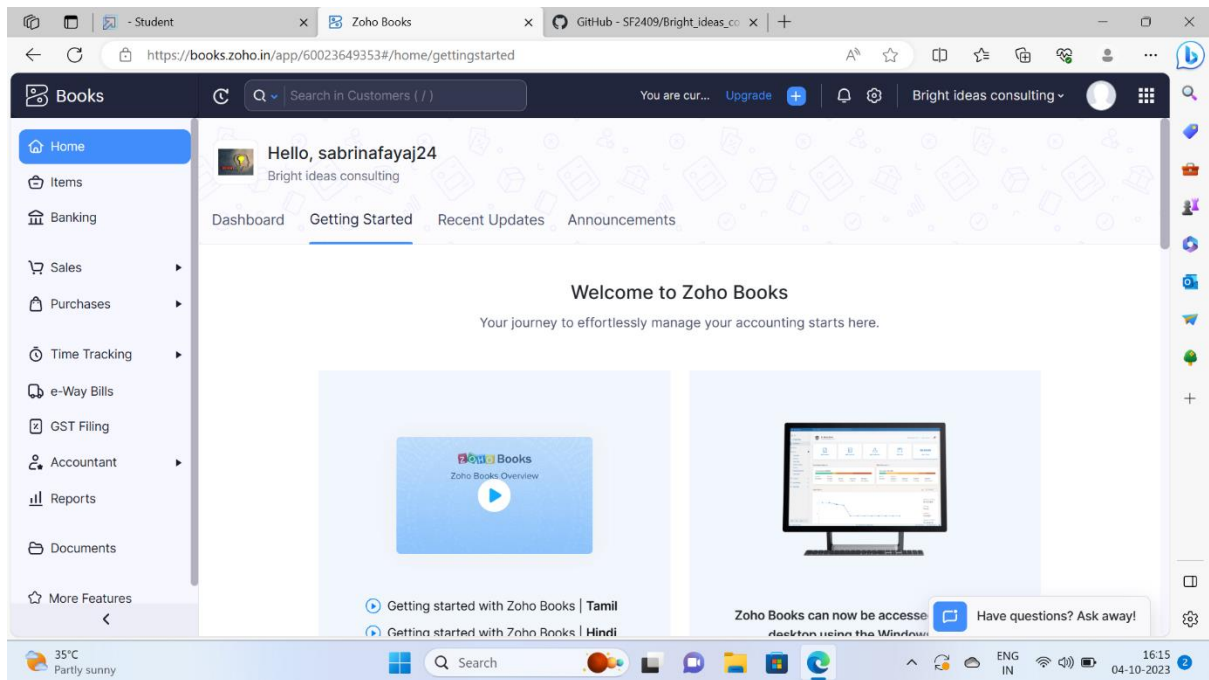 - Student
Zoho Books
GitHub - SF2409/Bright_ideas_co
https://books.zoho.in/app/60023649353#/home/gettingstarted
Books
Search in Customers ( / )
You are cur... Upgrade
Bright ideas consulting
Home
Items
Banking
Sales
Purchases
Time Tracking
e-Way Bills
GST Filing
Accountant
Reports
Documents
More Features
Hello, sabrinafayaj24
Bright ideas consulting
Dashboard Getting Started Recent Updates Announcements
Welcome to Zoho Books
Your journey to effortlessly manage your accounting starts here.
ZOHO Books
Zoho Books Overview
Getting started with Zoho Books | Tamil
Getting started with Zoho Books | Hindi
Zoho Books can now be accesse
desktop using the Window
Have questions? Ask away!
35°C
Partly sunny
Search
ENG
IN
16:15
04-10-2023
2